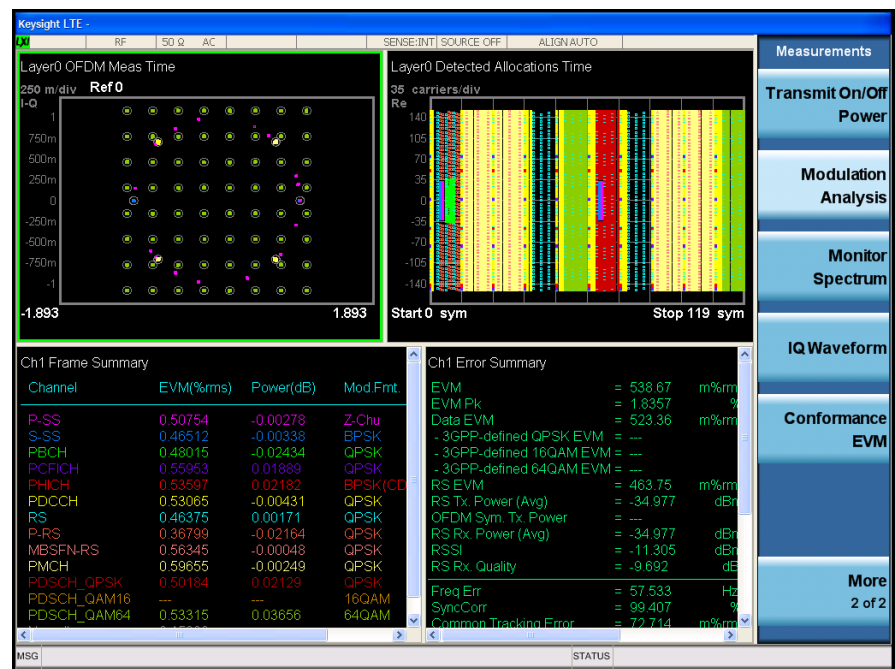 Keysight LTE -
LXI RF 50 Ω AC SENSE:INT SOURCE OFF ALIGN AUTO
Layer0 OFDM Meas Time
250 m/div Ref 0
I-Q
1
750m
500m
250m
0
-250m
-500m
-750m
-1
-1.893 1.893
Layer0 Detected Allocations Time
35 carriers/div
Re
140
105
70
35
0
-35
-70
-105
-140
Start 0 sym Stop 119 sym
Ch1 Frame Summary
Channel EVM(%rms) Power(dB) Mod.Fmt.
P-SS 0.50754 -0.00278 Z-Chu
S-SS 0.46512 -0.00338 BPSK
PBCH 0.48015 -0.02434 QPSK
PCFICH 0.55953 0.01889 QPSK
PHICH 0.53597 0.02182 BPSK(CD
PDCCH 0.53065 -0.00431 QPSK
RS 0.46375 0.00171 QPSK
P-RS 0.36799 -0.02164 QPSK
MBSFN-RS 0.56345 -0.00048 QPSK
PMCH 0.59655 -0.00249 QPSK
PDSCH_QPSK 0.50184 0.02129 QPSK
PDSCH_QAM16 --- --- 16QAM
PDSCH_QAM64 0.53315 0.03656 64QAM
Ch1 Error Summary
EVM = 538.67 m%rm
EVM Pk = 1.8357 %
Data EVM = 523.36 m%rm
- 3GPP-defined QPSK EVM = ---
- 3GPP-defined 16QAM EVM = ---
- 3GPP-defined 64QAM EVM = ---
RS EVM = 463.75 m%rm
RS Tx. Power (Avg) = -34.977 dBn
OFDM Sym. Tx. Power = ---
RS Rx. Power (Avg) = -34.977 dBn
RSSI = -11.305 dBn
RS Rx. Quality = -9.692 dE
Freq Err = 57.533 Hz
SyncCorr = 99.407 %
Common Tracking Error = 72.714 m%rm
Measurements
Transmit On/Off
Power
Modulation
Analysis
Monitor
Spectrum
IQ Waveform
Conformance
EVM
More
2 of 2
MSG STATUS